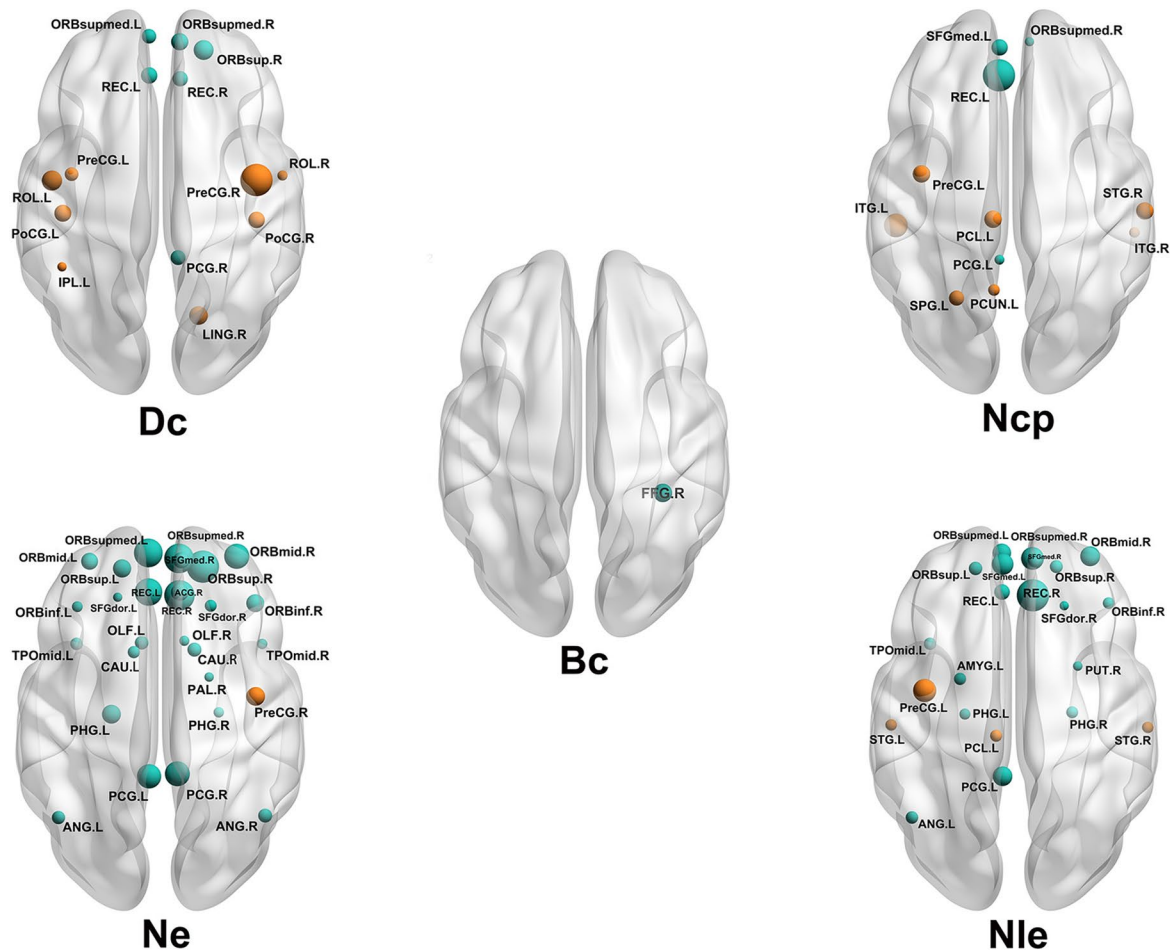 ORBsupmed.L
ORBsupmed.R
ORBsup.R
REC.L
REC.R
PreCG.L
ROL.R
ROL.L
PreCG.R
PoCG.L
PoCG.R
PCG.R
IPL.L
LING.R
Dc
SFGmed.L
ORBsupmed.R
REC.L
PreCG.L
STG.R
ITG.L
PCL.L
ITG.R
PCG.L
SPG.L
PCUN.L
Ncp
FFG.R
Bc
ORBsupmed.L
ORBsupmed.R
ORBmid.L
ORBmid.R
SFGmed.R
ORBsup.L
ORBsup.R
REC.L
ACG.R
SFGdor.L
ORBinf.L
REC.R
SFGdor.R
ORBinf.R
OLF.L
OLF.R
TPOmid.L
CAU.L
CAU.R
TPOmid.R
PAL.R
PHG.L
PHG.R
PreCG.R
PCG.L
PCG.R
ANG.L
ANG.R
Ne
ORBsupmed.L
ORBsupmed.R
ORBmid.R
SFGmed.R
ORBsup.L
SFGmed.L
ORBsup.R
REC.L
REC.R
SFGdor.R
ORBinf.R
TPOmid.L
AMYG.L
PUT.R
PreCG.L
PHG.L
PHG.R
STG.L
PCL.L
STG.R
PCG.L
ANG.L
Nle